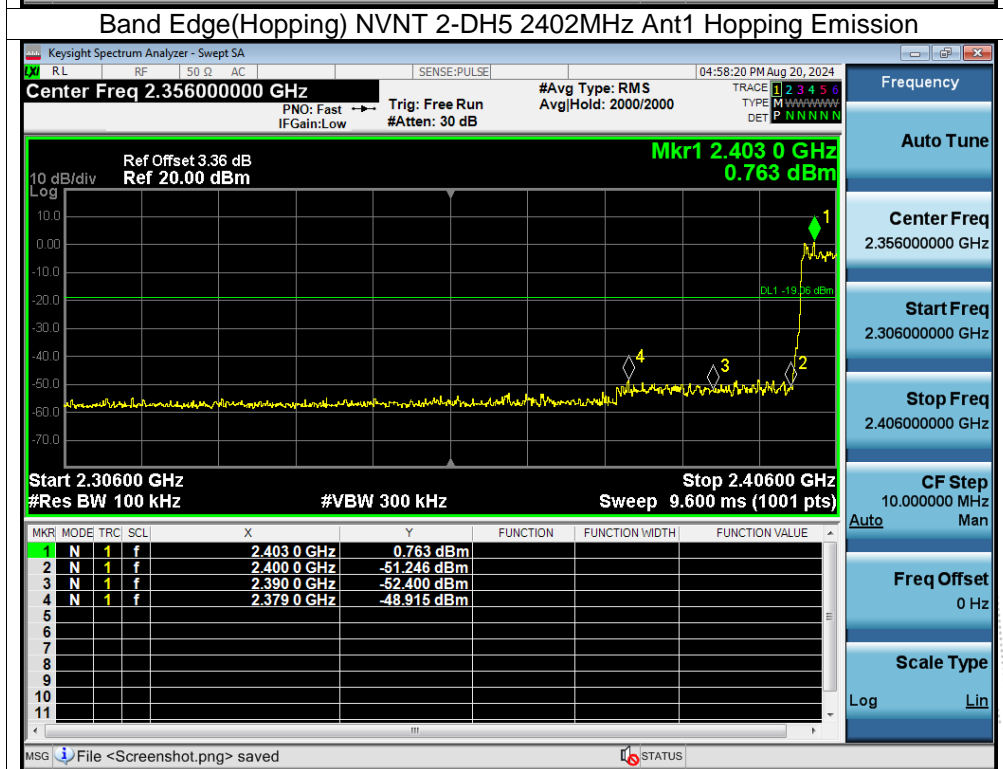 Band Edge(Hopping) NVNT 2-DH5 2402MHz Ant1 Hopping Emission
Keysight Spectrum Analyzer - Swept SA
LXI RL RF 50 Ω AC SENSE:PULSE 04:58:20 PM Aug 20, 2024
Center Freq 2.356000000 GHz #Avg Type: RMS TRACE 1 2 3 4 5 6
PNO: Fast Trig: Free Run Avg|Hold: 2000/2000 TYPE M WWWWW
IFGain:Low #Atten: 30 dB DET P N N N N N
Ref Offset 3.36 dB Mkr1 2.403 0 GHz
10 dB/div Ref 20.00 dBm 0.763 dBm
Log
10.0
1
0.00
-10.0
DL1 -19.06 dBm
-20.0
-30.0
-40.0
4
3
2
-50.0
-60.0
-70.0
Start 2.30600 GHz Stop 2.40600 GHz
#Res BW 100 kHz #VBW 300 kHz Sweep 9.600 ms (1001 pts)
MKR MODE TRC SCL X Y FUNCTION FUNCTION WIDTH FUNCTION VALUE
1 N 1 f 2.403 0 GHz 0.763 dBm
2 N 1 f 2.400 0 GHz -51.246 dBm
3 N 1 f 2.390 0 GHz -52.400 dBm
4 N 1 f 2.379 0 GHz -48.915 dBm
5
6
7
8
9
10
11
MSG File <Screenshot.png> saved STATUS
Frequency
Auto Tune
Center Freq
2.356000000 GHz
Start Freq
2.306000000 GHz
Stop Freq
2.406000000 GHz
CF Step
10.000000 MHz
Auto Man
Freq Offset
0 Hz
Scale Type
Log Lin